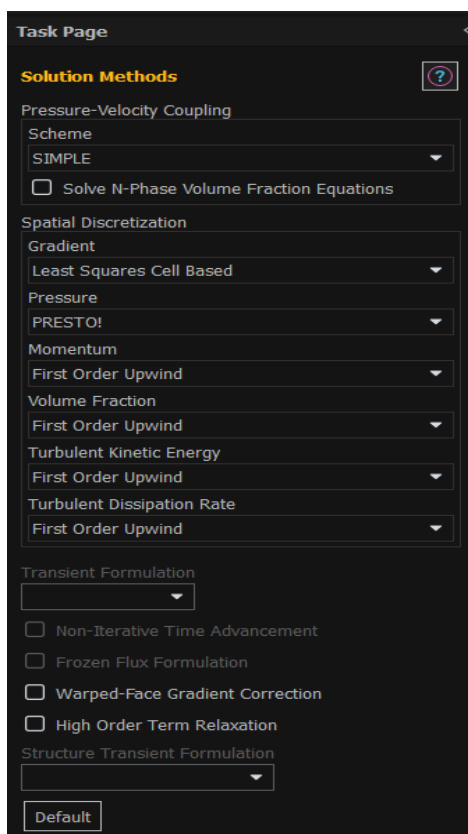 Task Page
Solution Methods
?
Pressure-Velocity Coupling
Scheme
SIMPLE
Solve N-Phase Volume Fraction Equations
Spatial Discretization
Gradient
Least Squares Cell Based
Pressure
PRESTO!
Momentum
First Order Upwind
Volume Fraction
First Order Upwind
Turbulent Kinetic Energy
First Order Upwind
Turbulent Dissipation Rate
First Order Upwind
Transient Formulation
Non-Iterative Time Advancement
Frozen Flux Formulation
Warped-Face Gradient Correction
High Order Term Relaxation
Structure Transient Formulation
Default